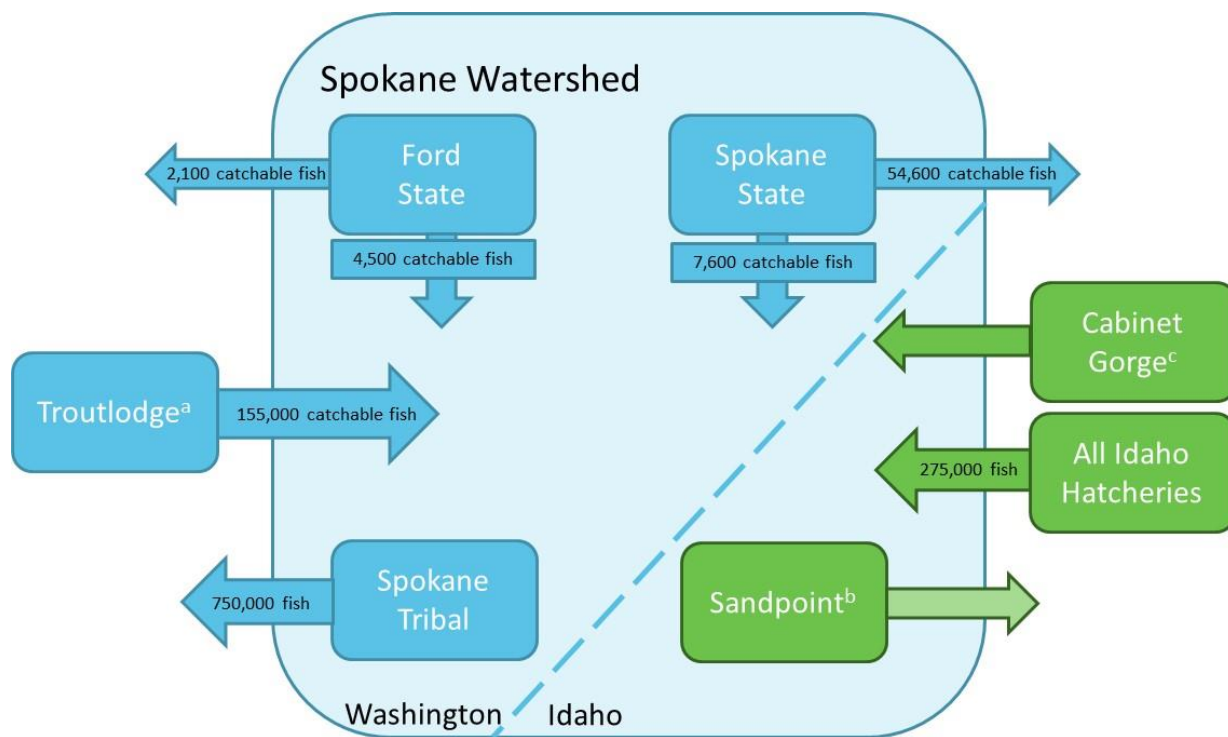 Spokane Watershed
Ford
State
2,100 catchable fish
4,500 catchable fish
Spokane
State
54,600 catchable fish
7,600 catchable fish
Cabinet
Gorgeᶜ
Troutlodgeᵃ
155,000 catchable fish
All Idaho
Hatcheries
275,000 fish
Spokane
Tribal
750,000 fish
Sandpointᵇ
Washington
Idaho